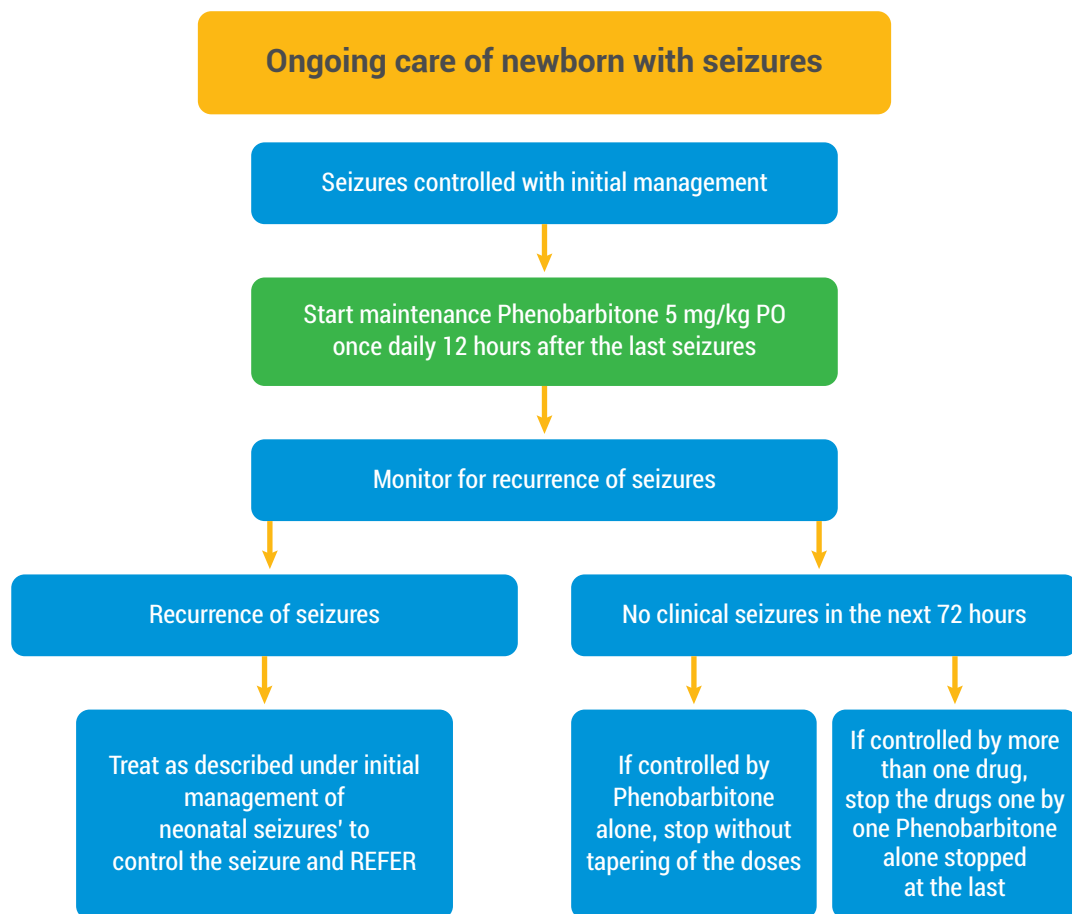 Ongoing care of newborn with seizures
Seizures controlled with initial management
Start maintenance Phenobarbitone 5 mg/kg PO
once daily 12 hours after the last seizures
Monitor for recurrence of seizures
Recurrence of seizures
No clinical seizures in the next 72 hours
Treat as described under initial
management of
neonatal seizures' to
control the seizure and REFER
If controlled by
Phenobarbitone
alone, stop without
tapering of the doses
If controlled by more
than one drug,
stop the drugs one by
one Phenobarbitone
alone stopped
at the last